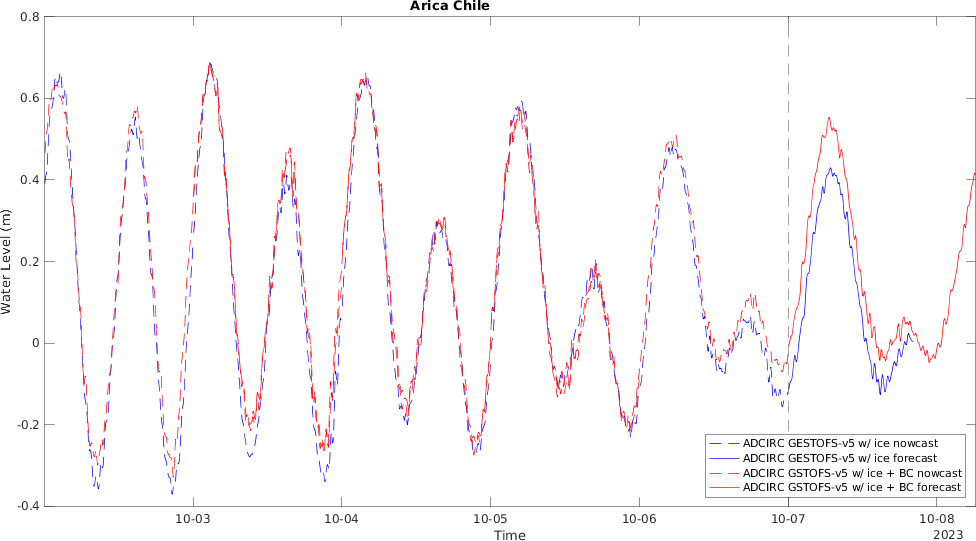 Arica Chile
0.8
0.6
0.4
0.2
0
-0.2
-0.4
Water Level (m)
10-03
10-04
10-05
10-06
10-07
10-08
2023
Time
ADCIRC GESTOFS-v5 w/ ice nowcast
ADCIRC GESTOFS-v5 w/ ice forecast
ADCIRC GSTOFS-v5 w/ ice + BC nowcast
ADCIRC GSTOFS-v5 w/ ice + BC forecast